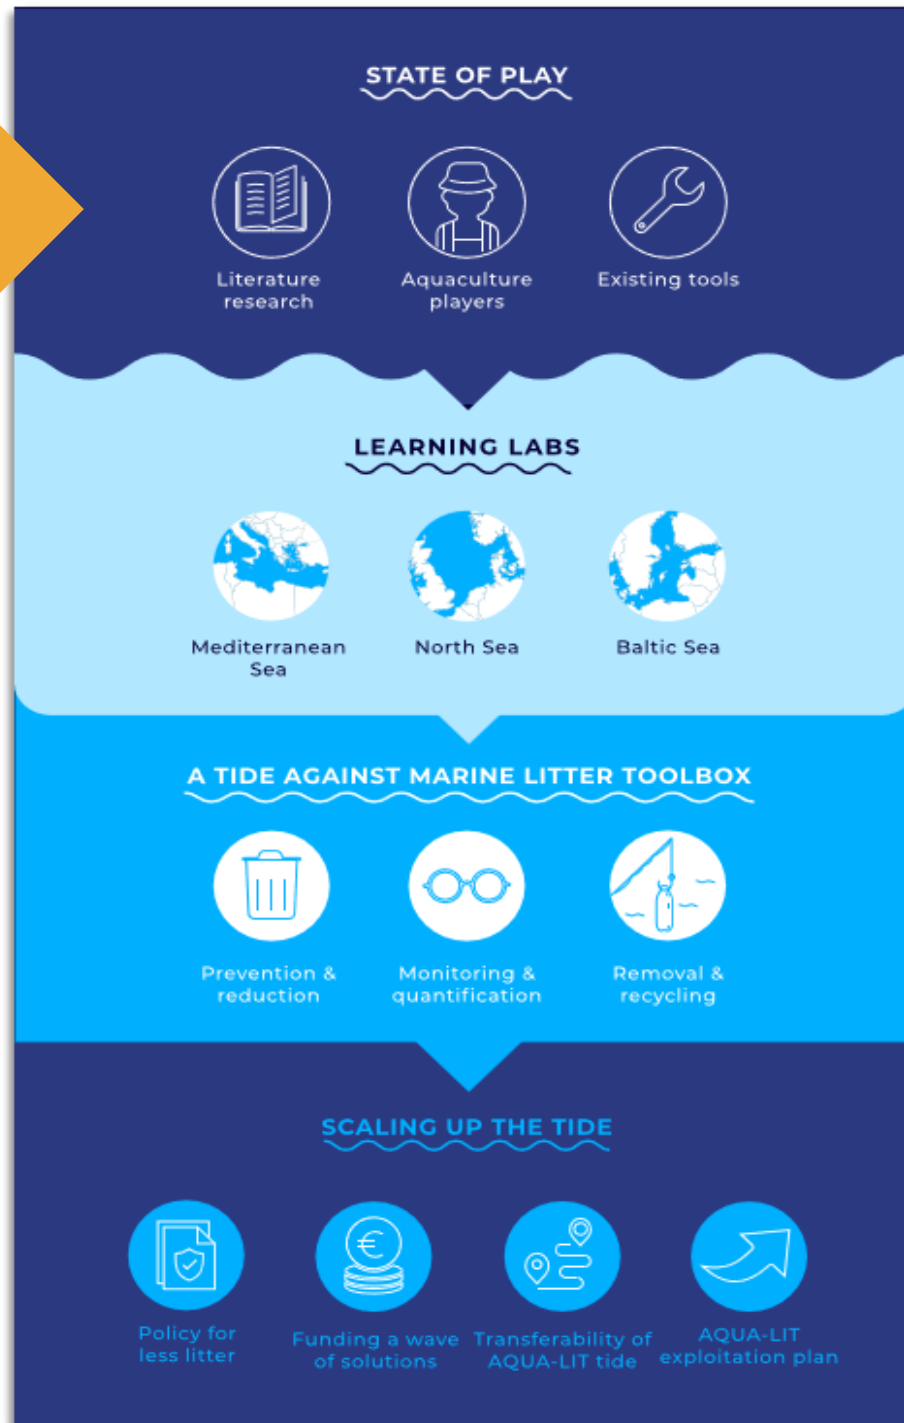 STATE OF PLAY
Literature
research
Aquaculture
players
Existing tools
LEARNING LABS
Mediterranean
Sea
North Sea
Baltic Sea
A TIDE AGAINST MARINE LITTER TOOLBOX
Prevention &
reduction
Monitoring &
quantification
Removal &
recycling
SCALING UP THE TIDE
Policy for
less litter
Funding a wave
of solutions
Transferability of
AQUA-LIT tide
AQUA-LIT
exploitation plan